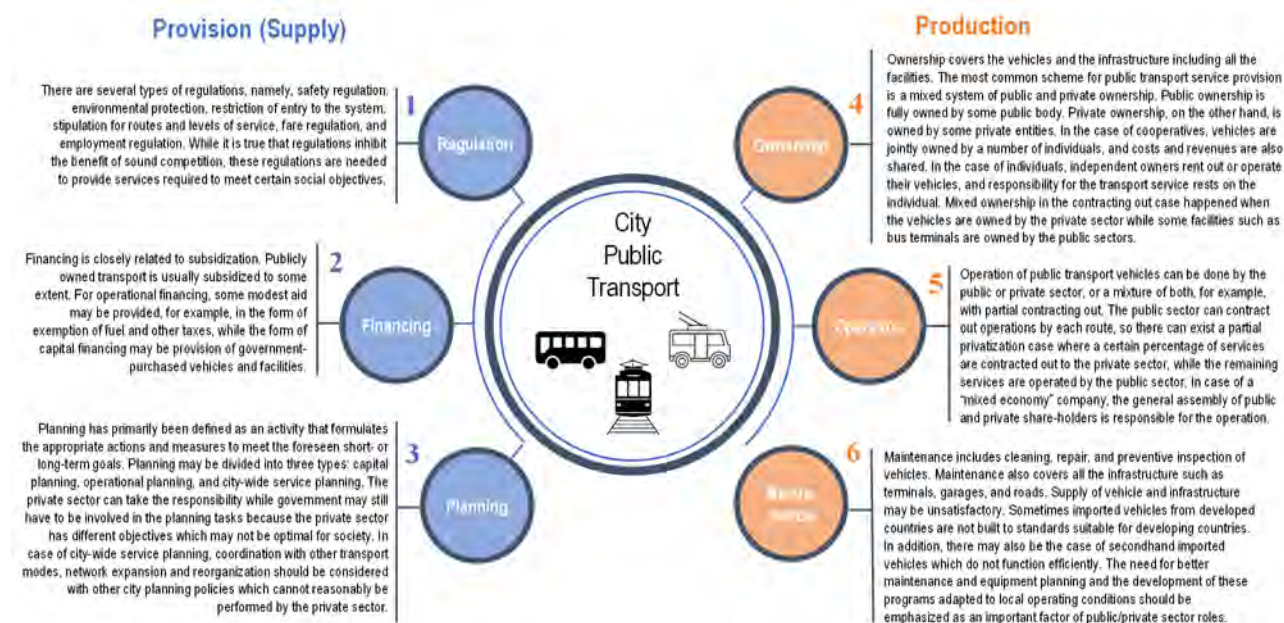 Provision (Supply)
There are several types of regulations, namely, safety regulation,
environmental protection, restriction of entry to the system,
stipulation for routes and levels of service, fare regulation, and
employment regulation. While it is true that regulations inhibit
the benefit of sound competition, these regulations are needed
to provide services required to meet certain social objectives.
1
Regulation
Financing is closely related to subsidization. Publicly
owned transport is usually subsidized to some
extent. For operational financing, some modest aid
may be provided, for example, in the form of
exemption of fuel and other taxes, while the form of
capital financing may be provision of government-
purchased vehicles and facilities.
2
Financing
Planning has primarily been defined as an activity that formulates
the appropriate actions and measures to meet the foreseen short- or
long-term goals. Planning may be divided into three types: capital
planning, operational planning, and city-wide service planning. The
private sector can take the responsibility while government may still
have to be involved in the planning tasks because the private sector
has different objectives which may not be optimal for society. In
case of city-wide service planning, coordination with other transport
modes, network expansion and reorganization should be considered
with other city planning policies which cannot reasonably be
performed by the private sector.
3
Planning
City
Public
Transport
Production
4
Ownership
Ownership covers the vehicles and the infrastructure including all the
facilities. The most common scheme for public transport service provision
is a mixed system of public and private ownership. Public ownership is
fully owned by some public body. Private ownership, on the other hand, is
owned by some private entities. In the case of cooperatives, vehicles are
jointly owned by a number of individuals, and costs and revenues are also
shared. In the case of individuals, independent owners rent out or operate
their vehicles, and responsibility for the transport service rests on the
individual. Mixed ownership in the contracting out case happened when
the vehicles are owned by the private sector while some facilities such as
bus terminals are owned by the public sectors.
5
Operation of public transport vehicles can be done by the
public or private sector, or a mixture of both, for example,
with partial contracting out. The public sector can contract
out operations by each route, so there can exist a partial
privatization case where a certain percentage of services
are contracted out to the private sector, while the remaining
services are operated by the public sector. In case of a
"mixed economy" company, the general assembly of public
and private share-holders is responsible for the operation.
6
Maintenance includes cleaning, repair, and preventive inspection of
vehicles. Maintenance also covers all the infrastructure such as
terminals, garages, and roads. Supply of vehicle and infrastructure
may be unsatisfactory. Sometimes imported vehicles from developed
countries are not built to standards suitable for developing countries.
In addition, there may also be the case of secondhand imported
vehicles which do not function efficiently. The need for better
maintenance and equipment planning and the development of these
programs adapted to local operating conditions should be
emphasized as an important factor of public/private sector roles.